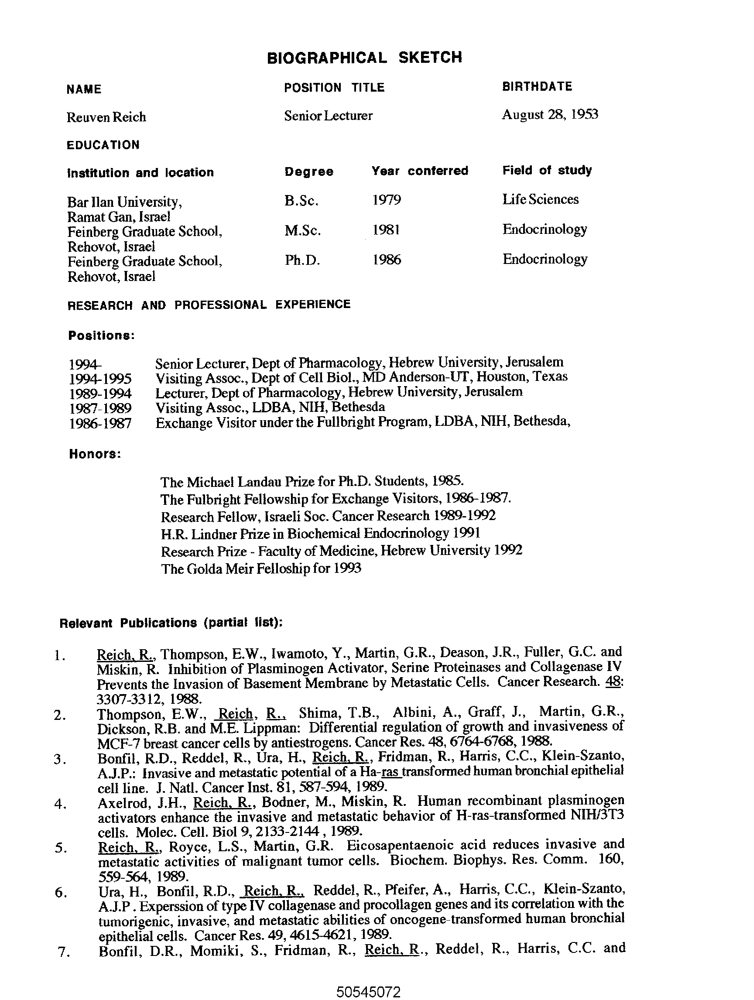 BIOGRAPHICAL SKETCH
NAME POSITION TITLE BIRTHDATE
Reuven Reich Senior Lecturer August 28, 1953
EDUCATION
Institution and location Degree Year conferred Field of study
Bar Ilan University, B.Sc. 1979 Life Sciences
Ramat Gan, Israel
Feinberg Graduate School, M.Sc. 1981 Endocrinology
Rehovot, Israel
Feinberg Graduate School, Ph.D. 1986 Endocrinology
Rehovot, Israel
RESEARCH AND PROFESSIONAL EXPERIENCE
Positions:
1994- Senior Lecturer, Dept of Pharmacology, Hebrew University, Jerusalem
1994-1995 Visiting Assoc., Dept of Cell Biol., MD Anderson-UT, Houston, Texas
1989-1994 Lecturer, Dept of Pharmacology, Hebrew University, Jerusalem
1987-1989 Visiting Assoc., LDBA, NIH, Bethesda
1986-1987 Exchange Visitor under the Fullbright Program, LDBA, NIH, Bethesda,
Honors:
The Michael Landau Prize for Ph.D. Students, 1985.
The Fulbright Fellowship for Exchange Visitors, 1986-1987.
Research Fellow, Israeli Soc. Cancer Research 1989-1992
H.R. Lindner Prize in Biochemical Endocrinology 1991
Research Prize - Faculty of Medicine, Hebrew University 1992
The Golda Meir Felloship for 1993
Relevant Publications (partial list):
1. Reich, R., Thompson, E.W., Iwamoto, Y., Martin, G.R., Deason, J.R., Fuller, G.C. and
Miskin, R. Inhibition of Plasminogen Activator, Serine Proteinases and Collagenase IV
Prevents the Invasion of Basement Membrane by Metastatic Cells. Cancer Research. 48:
3307-3312, 1988.
2. Thompson, E.W., Reich, R., Shima, T.B., Albini, A., Graff, J., Martin, G.R.,
Dickson, R.B. and M.E. Lippman: Differential regulation of growth and invasiveness of
MCF-7 breast cancer cells by antiestrogens. Cancer Res. 48, 6764-6768, 1988.
3. Bonfil, R.D., Reddel, R., Ura, H., Reich, R., Fridman, R., Harris, C.C., Klein-Szanto,
A.J.P.: Invasive and metastatic potential of a Ha-ras transformed human bronchial epithelial
cell line. J. Natl. Cancer Inst. 81, 587-594, 1989.
4. Axelrod, J.H., Reich, R., Bodner, M., Miskin, R. Human recombinant plasminogen
activators enhance the invasive and metastatic behavior of H-ras-transformed NIH/3T3
cells. Molec. Cell. Biol 9, 2133-2144 , 1989.
5. Reich, R., Royce, L.S., Martin, G.R. Eicosapentaenoic acid reduces invasive and
metastatic activities of malignant tumor cells. Biochem. Biophys. Res. Comm. 160,
559-564, 1989.
6. Ura, H., Bonfil, R.D., Reich, R., Reddel, R., Pfeifer, A., Harris, C.C., Klein-Szanto,
A.J.P . Experssion of type IV collagenase and procollagen genes and its correlation with the
tumorigenic, invasive, and metastatic abilities of oncogene-transformed human bronchial
epithelial cells. Cancer Res. 49, 4615-4621, 1989.
7. Bonfil, D.R., Momiki, S., Fridman, R., Reich, R., Reddel, R., Harris, C.C. and
50545072